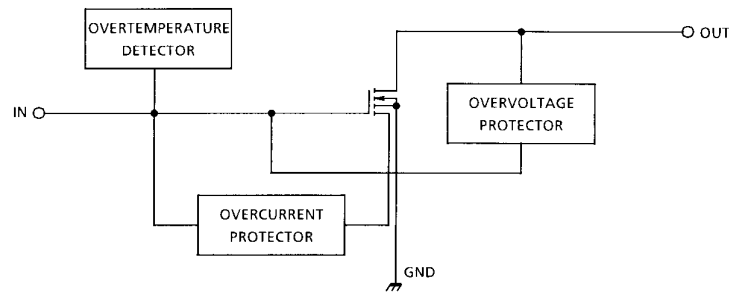 OVERTEMPERATURE
DETECTOR
OUT
IN
OVERVOLTAGE
PROTECTOR
OVERCURRENT
PROTECTOR
GND